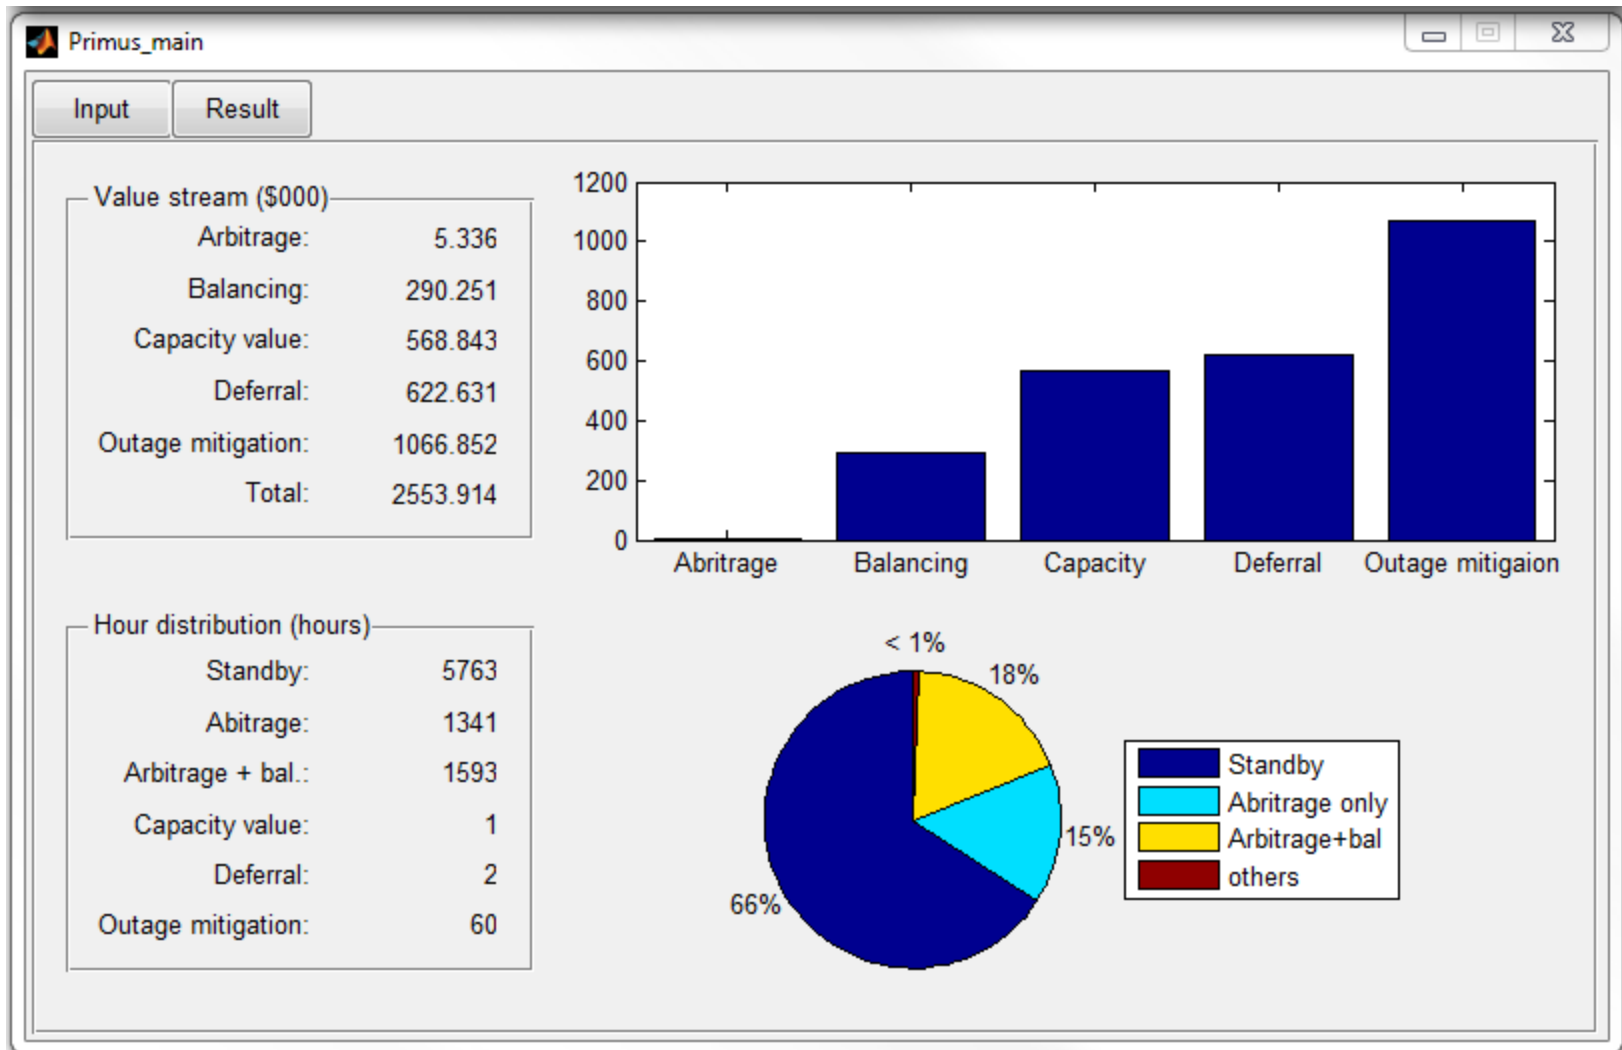 Primus_main
Input Result
Value stream ($000)
Arbitrage: 5.336
Balancing: 290.251
Capacity value: 568.843
Deferral: 622.631
Outage mitigation: 1066.852
Total: 2553.914
1200
1000
800
600
400
200
0
Abritrage Balancing Capacity Deferral Outage mitigaion
Hour distribution (hours)
Standby: 5763
Abitrage: 1341
Arbitrage + bal.: 1593
Capacity value: 1
Deferral: 2
Outage mitigation: 60
< 1%
18%
15%
66%
Standby
Abritrage only
Arbitrage+bal
others